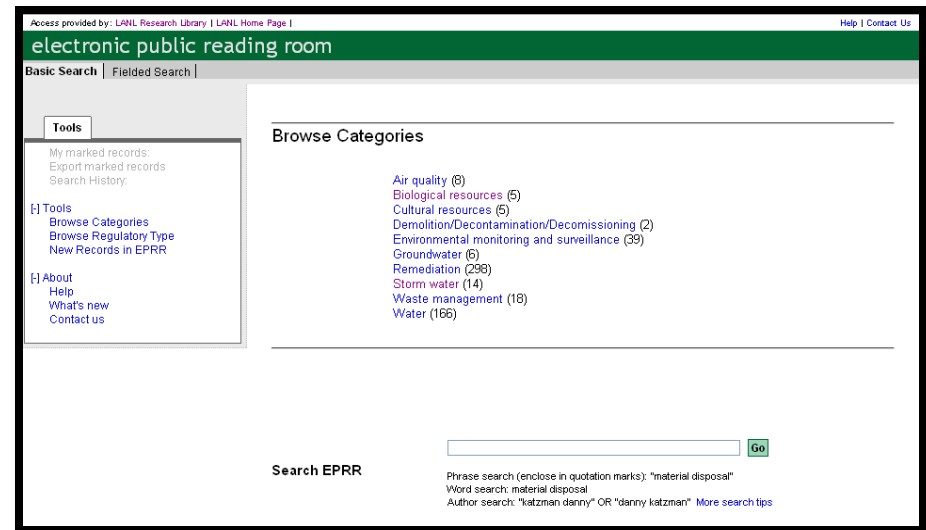 Access provided by: LANL Research Library | LANL Home Page |
Help | Contact Us
electronic public reading room
Basic Search | Fielded Search |
Tools
My marked records:
Export marked records
Search History:
[-] Tools
Browse Categories
Browse Regulatory Type
New Records in EPRR
[-] About
Help
What's new
Contact us
Browse Categories
Air quality (8)
Biological resources (5)
Cultural resources (5)
Demolition/Decontamination/Decomissioning (2)
Environmental monitoring and surveillance (39)
Groundwater (6)
Remediation (298)
Storm water (14)
Waste management (18)
Water (166)
Go
Search EPRR
Phrase search (enclose in quotation marks): "material disposal"
Word search: material disposal
Author search: "katzman danny" OR "danny katzman" More search tips